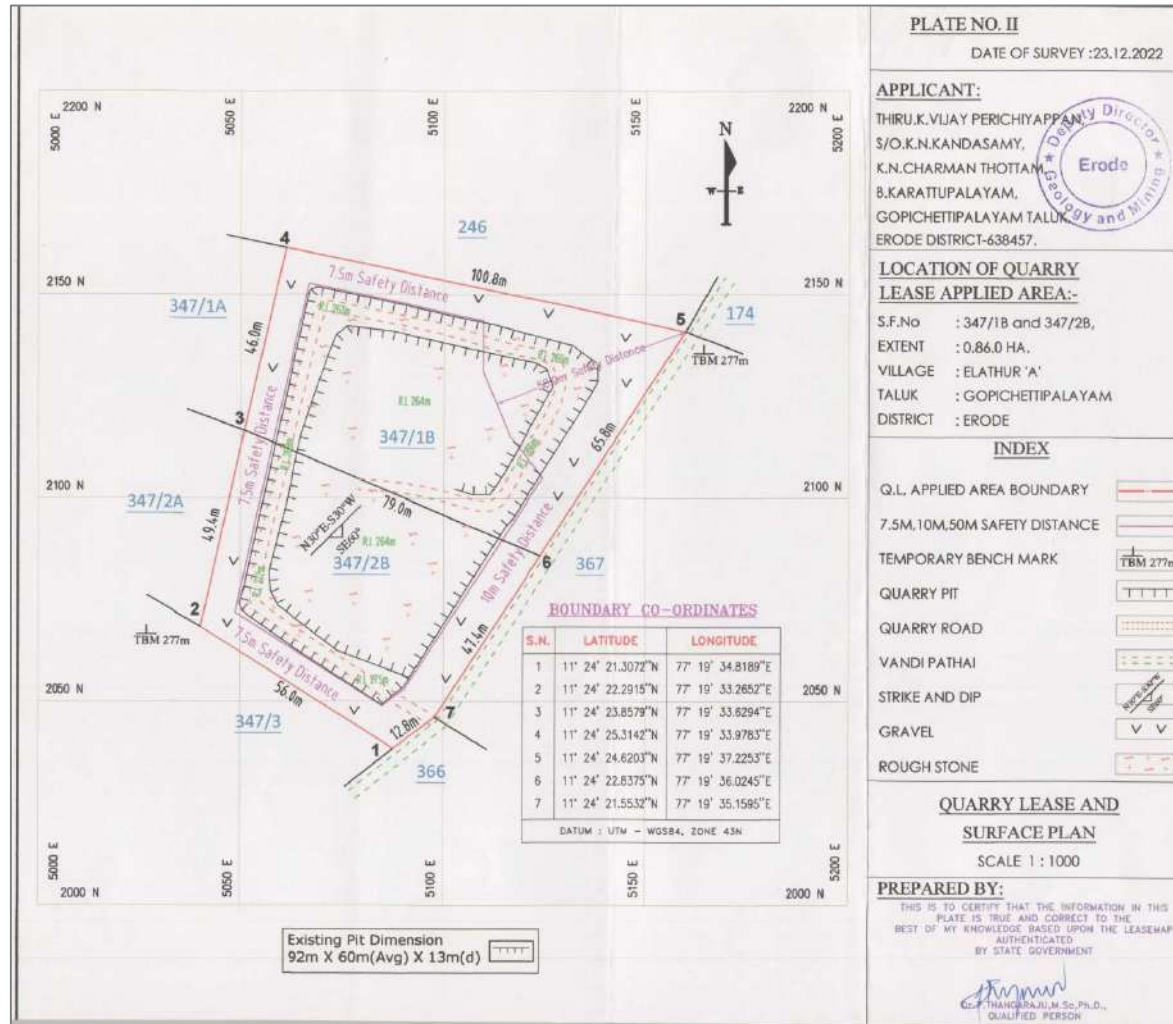 PLATE NO. II
DATE OF SURVEY :23.12.2022
APPLICANT:
THIRU.K.VIJAY PERICHIYAPPAN,
S/O.K.N.KANDASAMY,
K.N.CHARMAN THOTTAM,
B.KARATTUPALAYAM,
GOPICHETTIPALAYAM TALUK,
ERODE DISTRICT-638457.
Deputy Director
Erode
Geology and Mining
LOCATION OF QUARRY
LEASE APPLIED AREA:-
S.F.No : 347/1B and 347/2B,
EXTENT : 0.86.0 HA.
VILLAGE : ELATHUR 'A'
TALUK : GOPICHETTIPALAYAM
DISTRICT : ERODE
INDEX
Q.L, APPLIED AREA BOUNDARY
7.5M,10M,50M SAFETY DISTANCE
TEMPORARY BENCH MARK
TBM 277m
QUARRY PIT
QUARRY ROAD
VANDI PATHAI
STRIKE AND DIP
GRAVEL
ROUGH STONE
QUARRY LEASE AND
SURFACE PLAN
SCALE 1 : 1000
PREPARED BY:
THIS IS TO CERTIFY THAT THE INFORMATION IN THIS
PLATE IS TRUE AND CORRECT TO THE
BEST OF MY KNOWLEDGE BASED UPON THE LEASEMAP
AUTHENTICATED
BY STATE GOVERNMENT
THANGARAJU, M.Sc,Ph.D.,
QUALIFIED PERSON
2200 N
5000 E
5050 E
5100 E
5150 E
5200 E
2200 N
N
W E
246
4
7.5m Safety Distance
100.8m
2150 N
2150 N
347/1A
5
174
TBM 277m
46.0m
Safety Distance
RL 264m
347/1B
65.8m
3
7.5m Safety Distance
347/2A
2100 N
2100 N
79.0m
49.4m
N30°E-S30°W
SE60°
RL 264m
347/2B
10m Safety Distance
6
367
2
TBM 277m
7.5m Safety Distance
47.4m
56.0m
2050 N
2050 N
347/3
12.8m
7
1
366
BOUNDARY CO-ORDINATES
S.N. LATITUDE LONGITUDE
1 11° 24' 21.3072"N 77° 19' 34.8189"E
2 11° 24' 22.2915"N 77° 19' 33.2652"E
3 11° 24' 23.8579"N 77° 19' 33.6294"E
4 11° 24' 25.3142"N 77° 19' 33.9783"E
5 11° 24' 24.6203"N 77° 19' 37.2253"E
6 11° 24' 22.8375"N 77° 19' 36.0245"E
7 11° 24' 21.5532"N 77° 19' 35.1595"E
DATUM : UTM - WGS84, ZONE 43N
5000 E
5050 E
5100 E
5150 E
5200 E
2000 N
2000 N
Existing Pit Dimension
92m X 60m(Avg) X 13m(d)